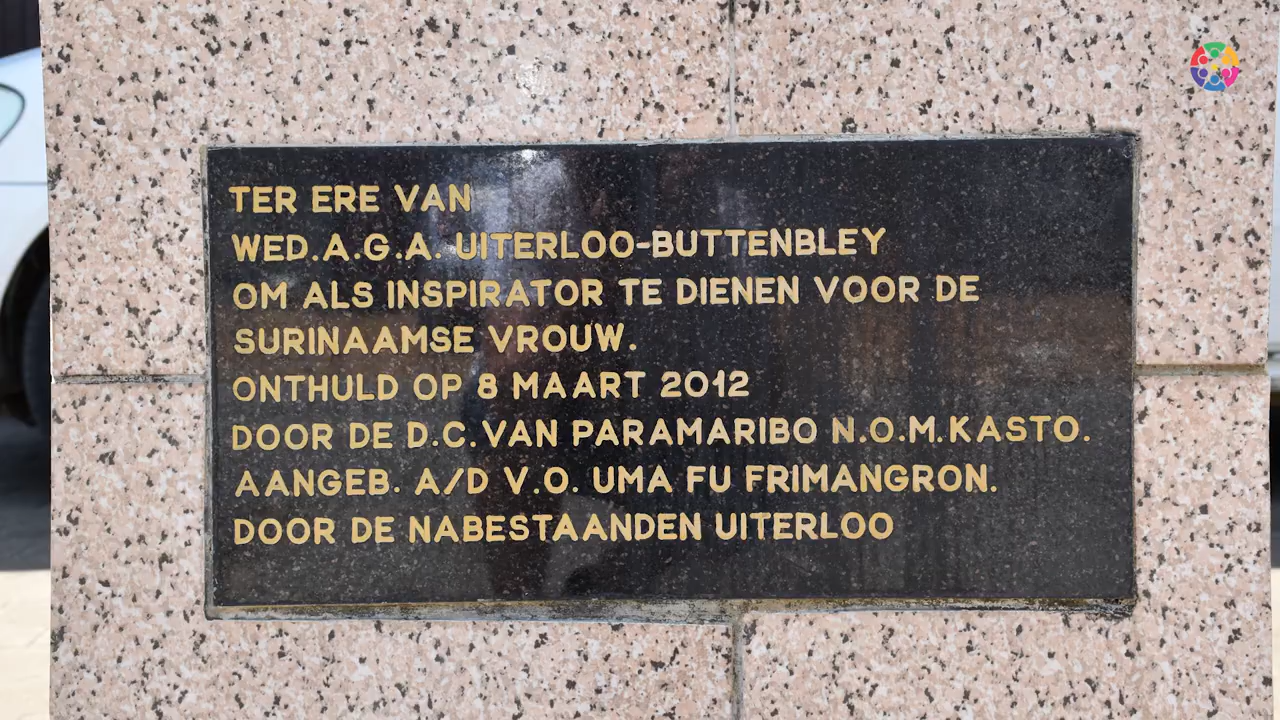 TER ERE VAN
WED.A.G.A. UITERLOO-BUTTENBLEY
OM ALS INSPIRATOR TE DIENEN VOOR DE
SURINAAMSE VROUW.
ONTHULD OP 8 MAART 2012
DOOR DE D.C.VAN PARAMARIBO N.O.M.KASTO.
AANGEB. A/D V.O. UMA FU FRIMANGRON.
DOOR DE NABESTAANDEN UITERLOO